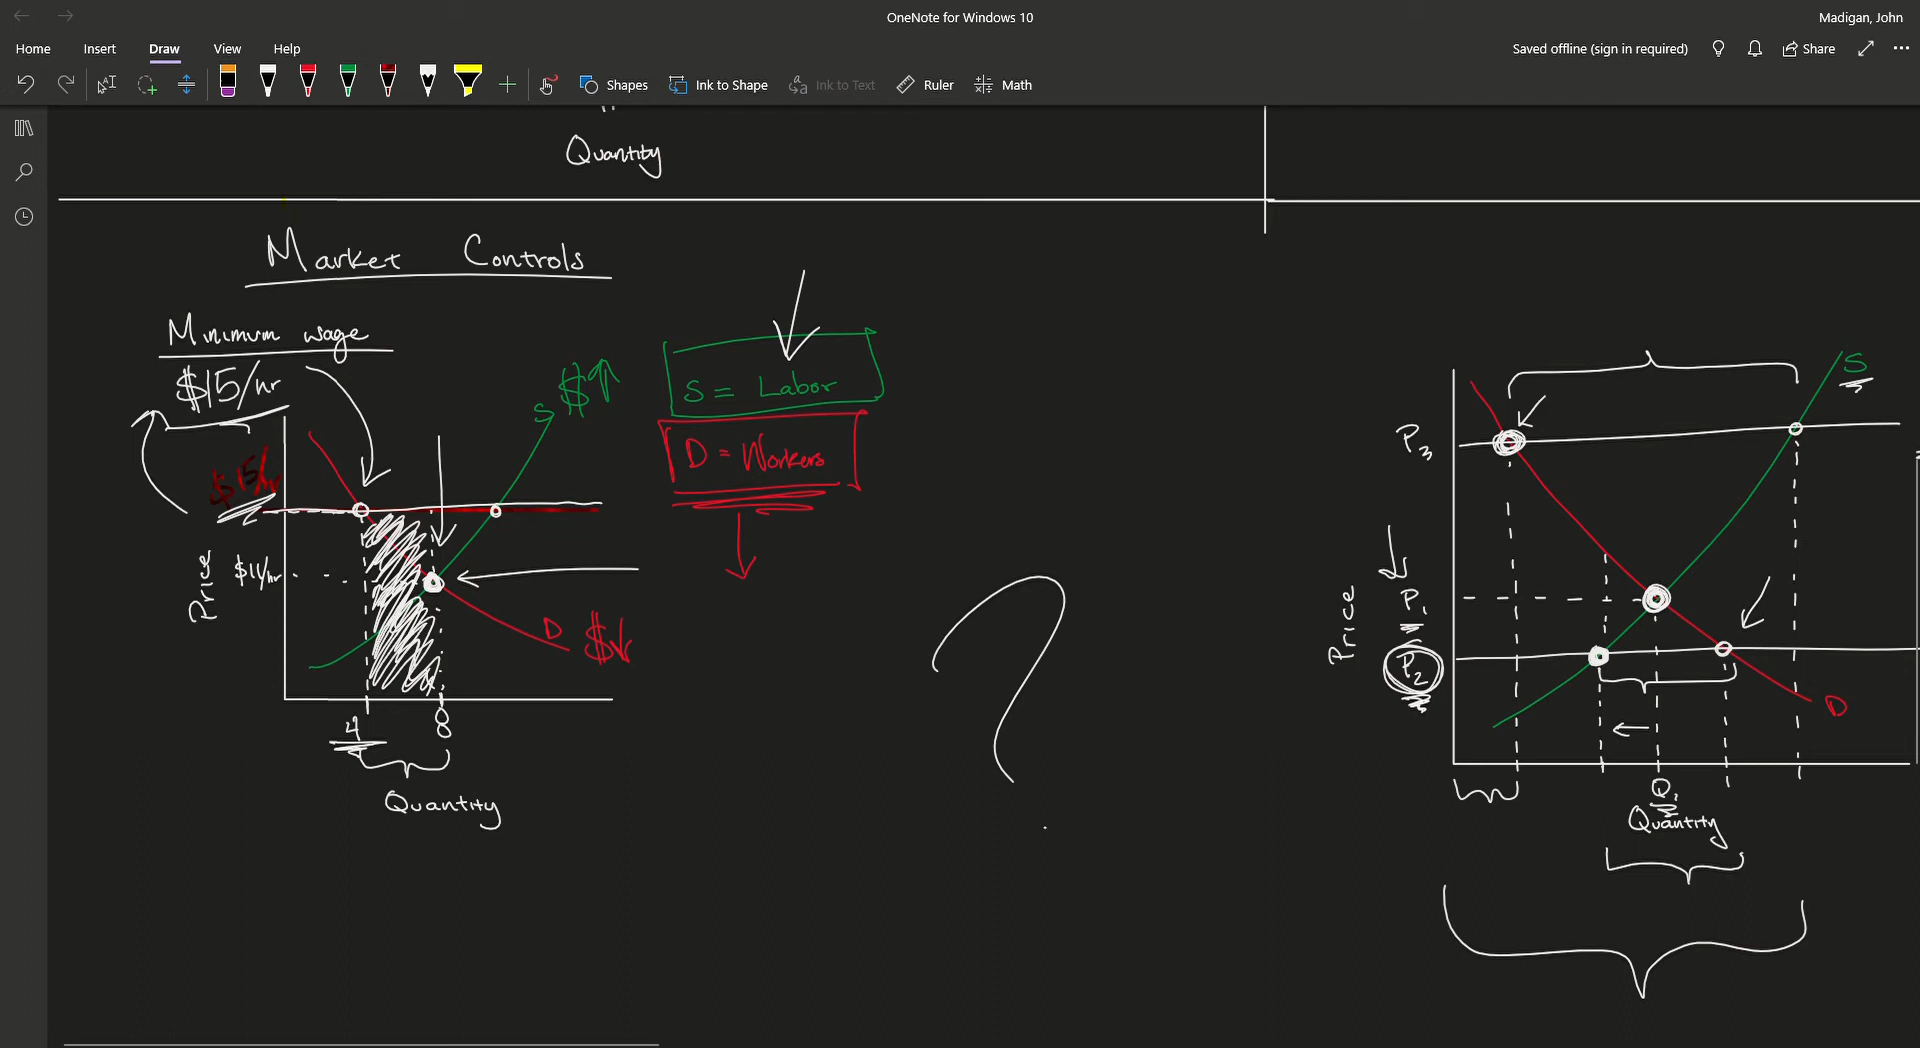 OneNote for Windows 10
Madigan, John
Home Insert Draw View Help
Saved offline (sign in required) Share
Shapes Ink to Shape Ink to Text Ruler Math
Quantity
Market Controls
Minimum wage
$15/hr
S $
S = Labor
D = Workers
$15/hr
$11/hr
Price
D $
4 8
Quantity
S
P3
P1
P2
Price
D
Q1
Quantity